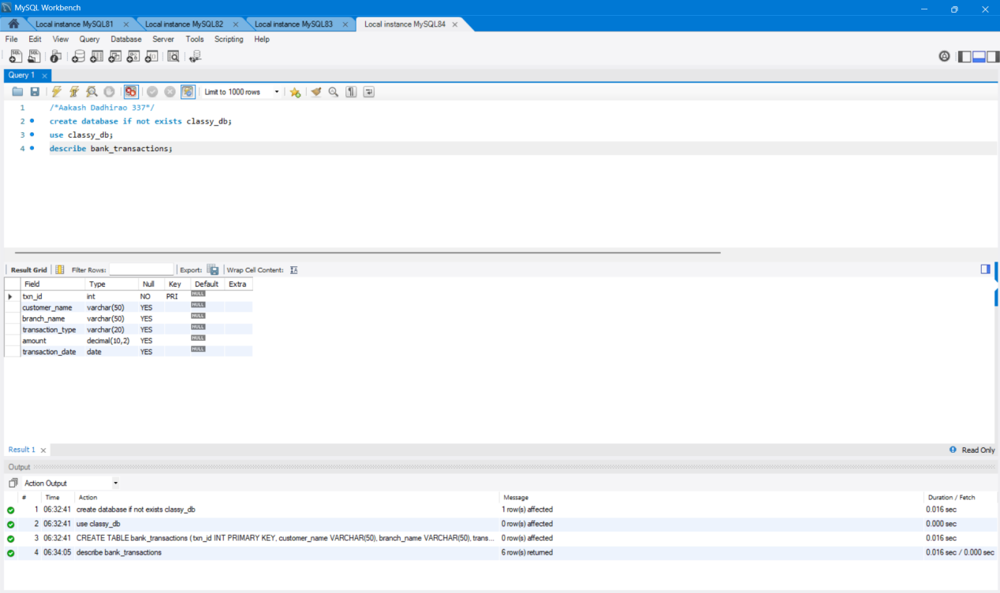 MySQL Workbench
Local instance MySQL81 Local instance MySQL82 Local instance MySQL83 Local instance MySQL84
File Edit View Query Database Server Tools Scripting Help
Query 1
Limit to 1000 rows
1 /*Aakash Dadhirao 337*/
2 create database if not exists classy_db;
3 use classy_db;
4 describe bank_transactions;
Result Grid Filter Rows: Export: Wrap Cell Content:
Field Type Null Key Default Extra
txn_id int NO PRI NULL
customer_name varchar(50) YES NULL
branch_name varchar(50) YES NULL
transaction_type varchar(20) YES NULL
amount decimal(10,2) YES NULL
transaction_date date YES NULL
Result 1 Read Only
Output
Action Output
# Time Action Message Duration / Fetch
1 06:32:41 create database if not exists classy_db 1 row(s) affected 0.016 sec
2 06:32:41 use classy_db 0 row(s) affected 0.000 sec
3 06:32:41 CREATE TABLE bank_transactions ( txn_id INT PRIMARY KEY, customer_name VARCHAR(50), branch_name VARCHAR(50), trans... 0 row(s) affected 0.016 sec
4 06:34:05 describe bank_transactions 6 row(s) returned 0.016 sec / 0.000 sec